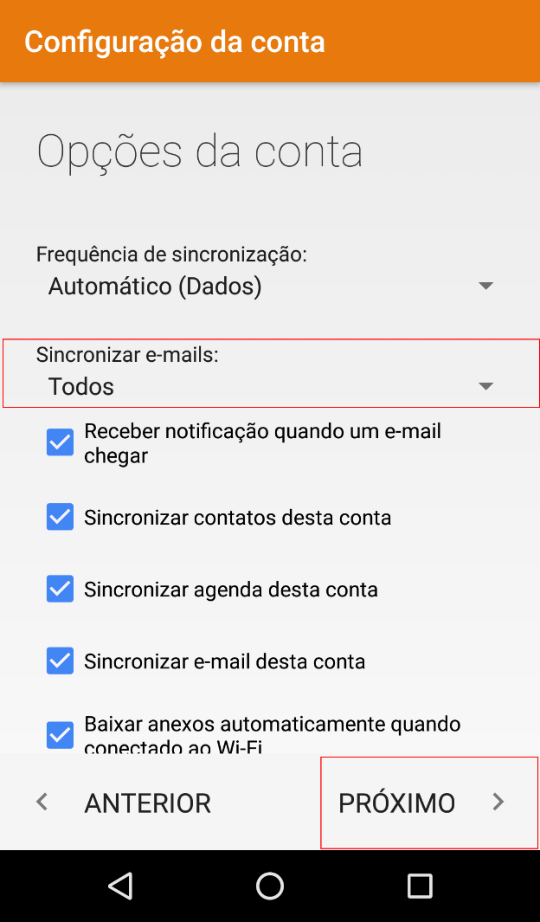 Configuração da conta
Opções da conta
Frequência de sincronização:
Automático (Dados)
Sincronizar e-mails:
Todos
Receber notificação quando um e-mail
chegar
Sincronizar contatos desta conta
Sincronizar agenda desta conta
Sincronizar e-mail desta conta
Baixar anexos automaticamente quando
conectado ao Wi-Fi
ANTERIOR
PRÓXIMO